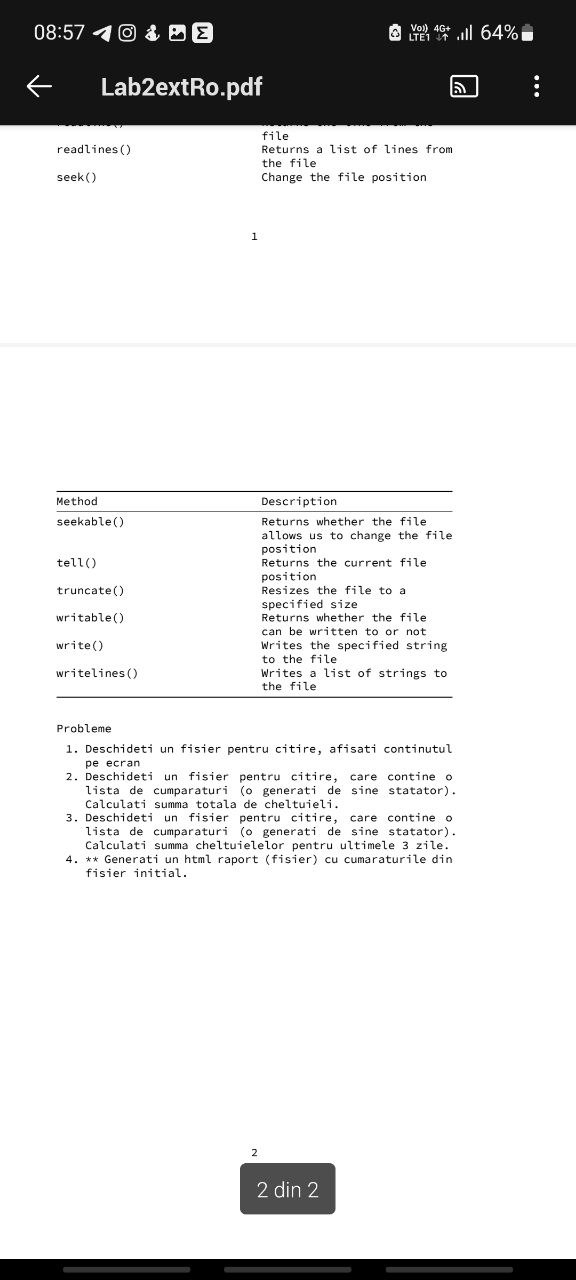 08:57
Vo)) 4G+
LTE1
64%
Lab2extRo.pdf
file
readlines() Returns a list of lines from
the file
seek() Change the file position
1
Method Description
seekable() Returns whether the file
allows us to change the file
position
tell() Returns the current file
position
truncate() Resizes the file to a
specified size
writable() Returns whether the file
can be written to or not
write() Writes the specified string
to the file
writelines() Writes a list of strings to
the file
Probleme
1. Deschideti un fisier pentru citire, afisati continutul
pe ecran
2. Deschideti un fisier pentru citire, care contine o
lista de cumparaturi (o generati de sine statator).
Calculati summa totala de cheltuieli.
3. Deschideti un fisier pentru citire, care contine o
lista de cumparaturi (o generati de sine statator).
Calculati summa cheltuielelor pentru ultimele 3 zile.
4. ** Generati un html raport (fisier) cu cumaraturile din
fisier initial.
2
2 din 2